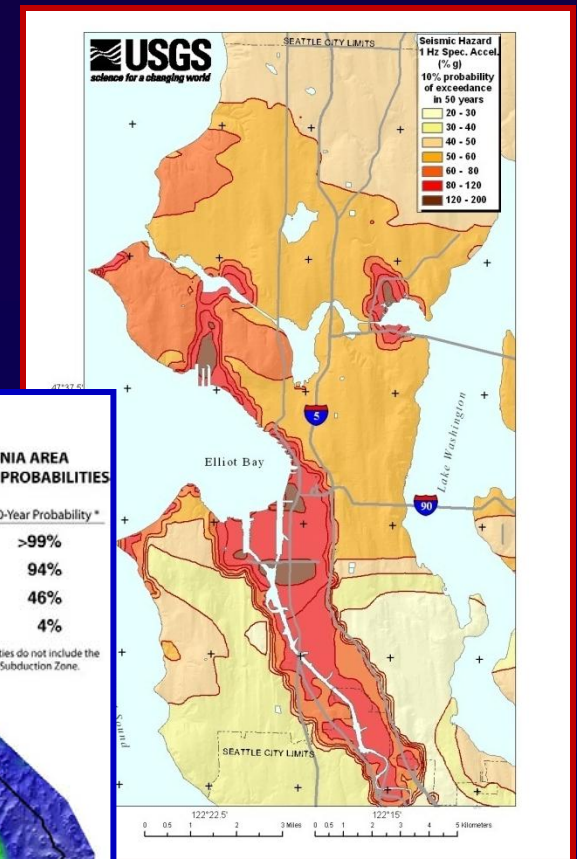 USGS
science for a changing world
SEATTLE CITY LIMITS
Seismic Hazard
1 Hz Spec. Accel.
(% g)
10% probability
of exceedance
in 50 years
20 - 30
30 - 40
40 - 50
50 - 60
60 - 80
80 - 120
120 - 200
47°37.5'
5
Lake Washington
Elliot Bay
90
NIA AREA
PROBABILITIES
0-Year Probability *
>99%
94%
46%
4%
ties do not include the
Subduction Zone.
Sound
SEATTLE CITY LIMITS
122°22.5'
122°15'
0 0.5 1 2 3 Miles
0 0.5 1 2 3 4 5 Kilometers